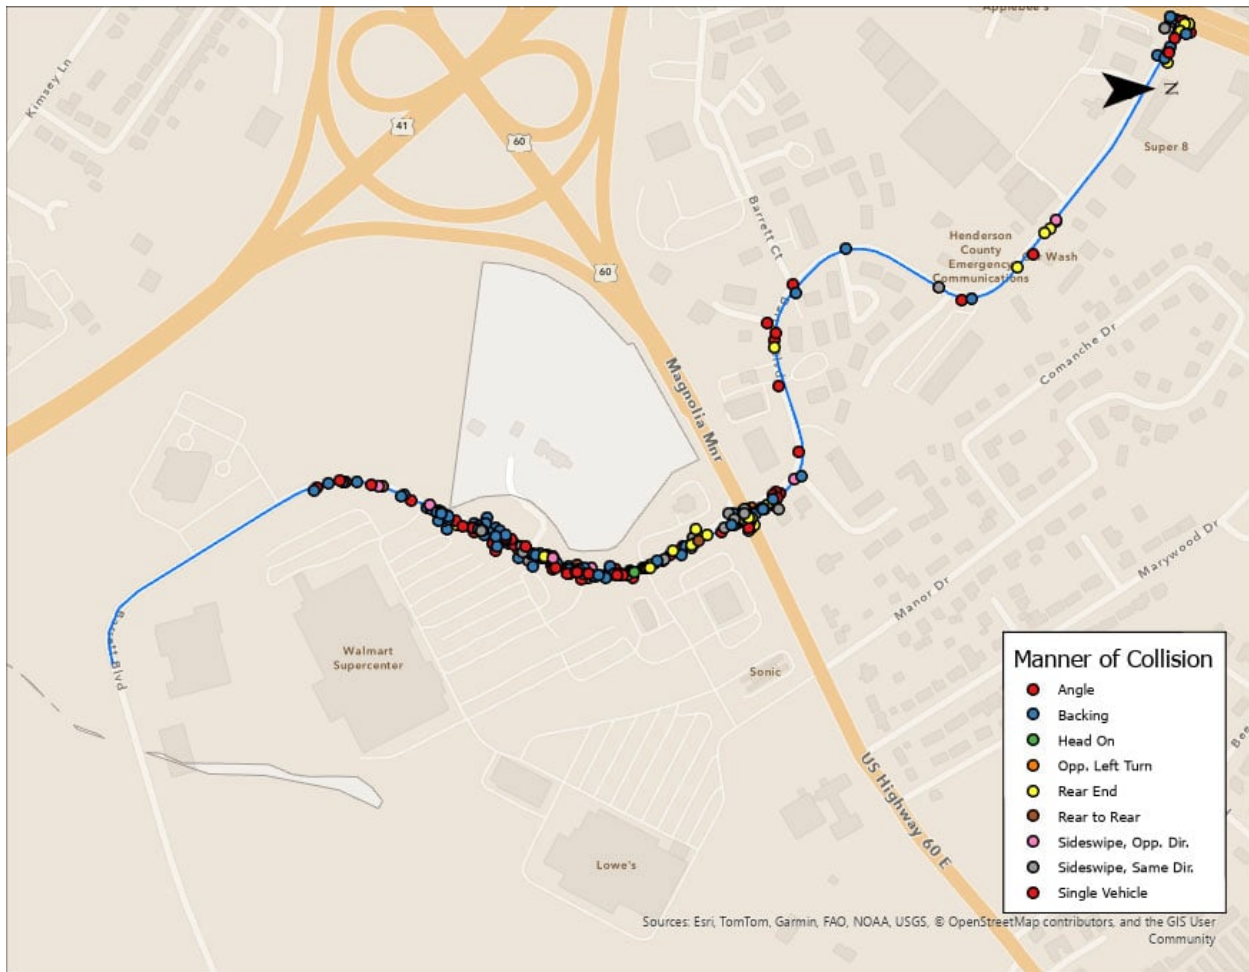 Applebee's
Kimsey Ln
41
60
N
Super 8
Barrett Ct
Henderson
County
Emergency
Communications
Wash
60
Comanche Dr
Magnolia Mnr
Marywood Dr
Manor Dr
Blvd
Walmart
Supercenter
Sonic
US Highway 60 E
Lowe's
Manner of Collision
Angle
Backing
Head On
Opp. Left Turn
Rear End
Rear to Rear
Sideswipe, Opp. Dir.
Sideswipe, Same Dir.
Single Vehicle
Sources: Esri, TomTom, Garmin, FAO, NOAA, USGS, © OpenStreetMap contributors, and the GIS User
Community